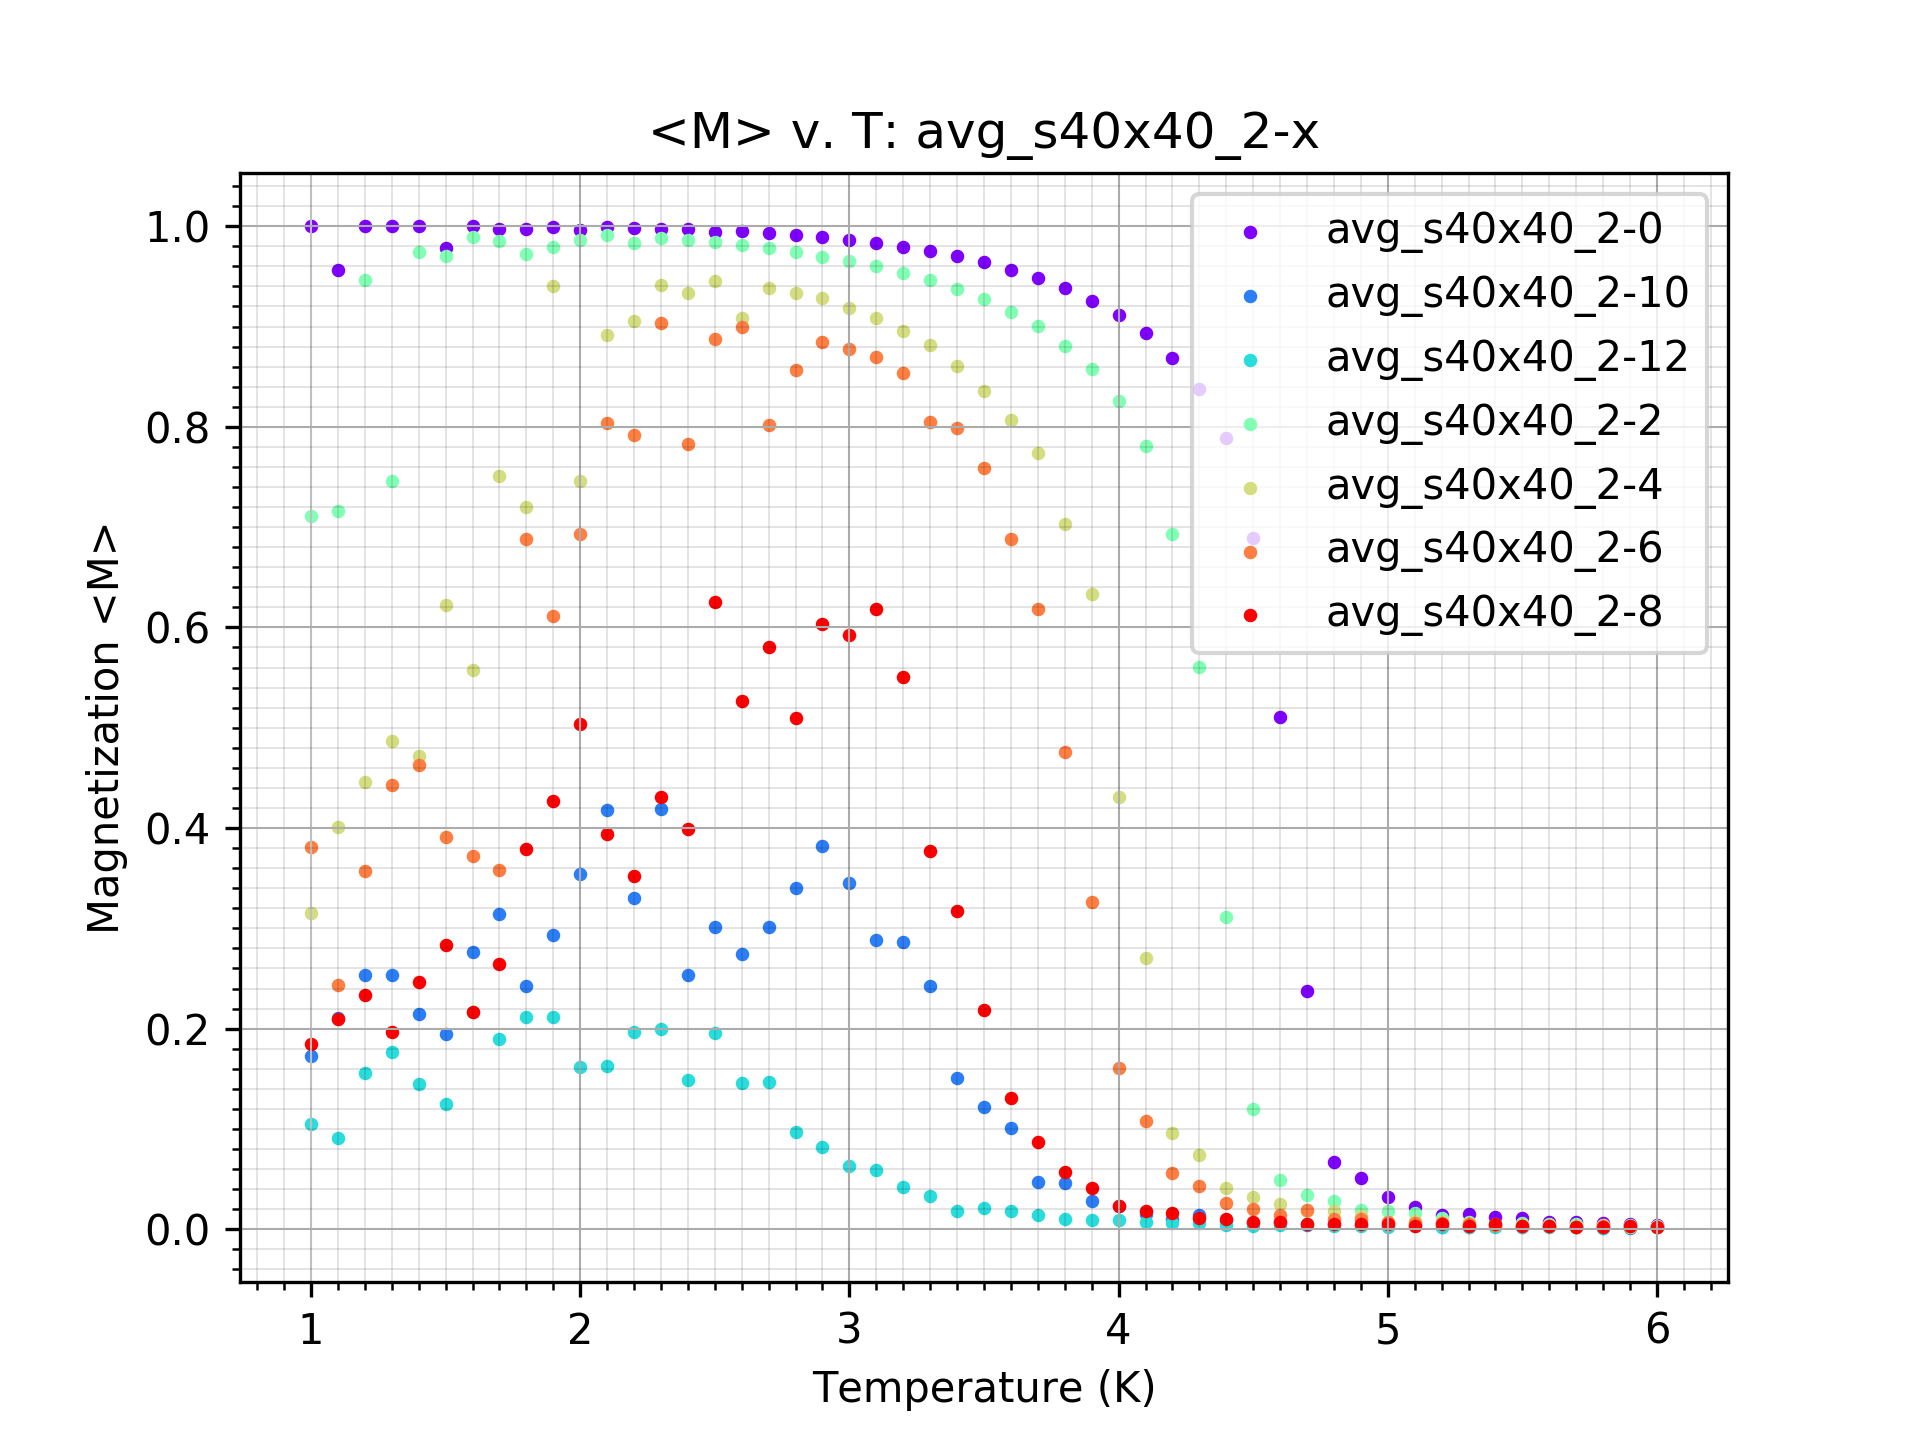 <M> v. T: avg_s40x40_2-x
Magnetization <M>
1.0
0.8
0.6
0.4
0.2
0.0
avg_s40x40_2-0
avg_s40x40_2-10
avg_s40x40_2-12
avg_s40x40_2-2
avg_s40x40_2-4
avg_s40x40_2-6
avg_s40x40_2-8
1 2 3 4 5 6
Temperature (K)